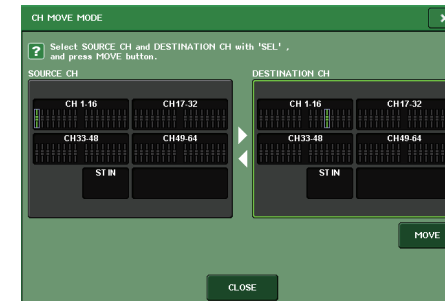 CH MOVE MODE
×
? Select SOURCE CH and DESTINATION CH with 'SEL' ,
and press MOVE button.
SOURCE CH
DESTINATION CH
CH 1-16
CH17-32
CH 1-16
CH17-32
CH33-48
CH49-64
CH33-48
CH49-64
ST IN
ST IN
MOVE
CLOSE